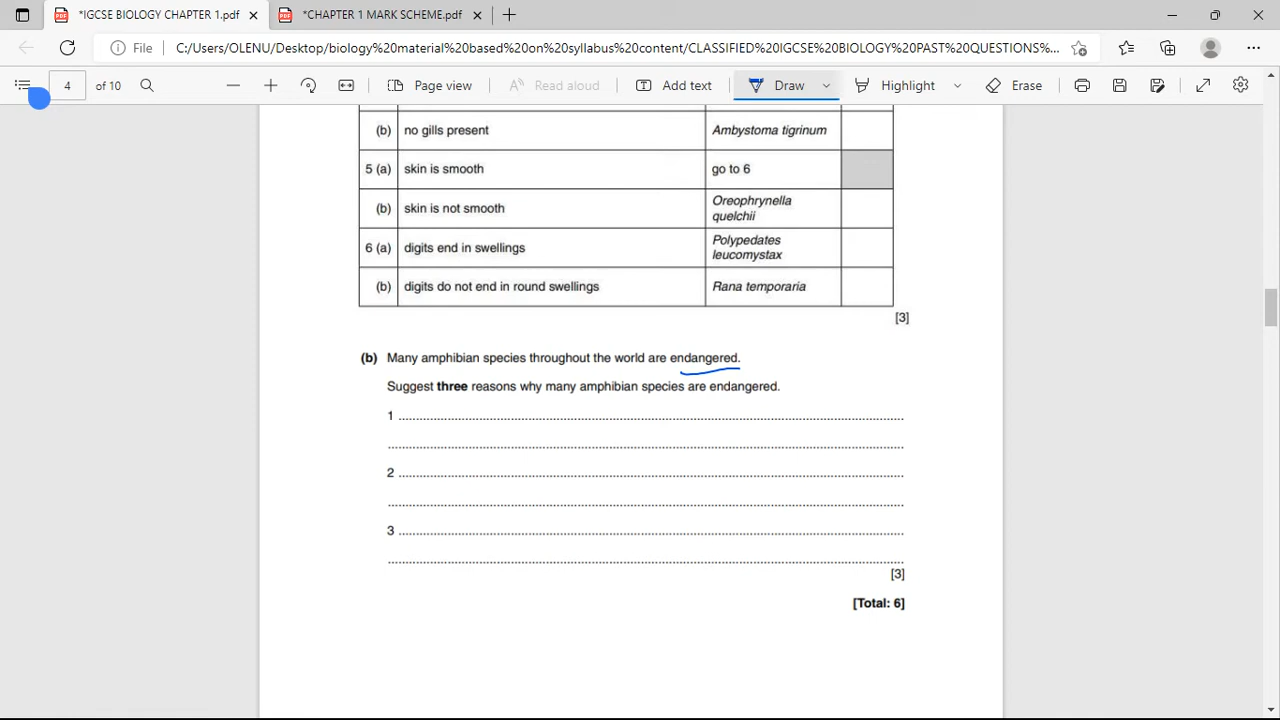 *IGCSE BIOLOGY CHAPTER 1.pdf
*CHAPTER 1 MARK SCHEME.pdf
File
C:/Users/OLENU/Desktop/biology%20material%20based%20on%20syllabus%20content/CLASSIFIED%20IGCSE%20BIOLOGY%20PAST%20QUESTIONS%...
4 of 10
Page view
Read aloud
Add text
Draw
Highlight
Erase
(b) no gills present Ambystoma tigrinum
5 (a) skin is smooth go to 6
(b) skin is not smooth Oreophrynella
quelchii
6 (a) digits end in swellings Polypedates
leucomystax
(b) digits do not end in round swellings Rana temporaria
[3]
(b) Many amphibian species throughout the world are endangered.
Suggest three reasons why many amphibian species are endangered.
1
2
3
[3]
[Total: 6]